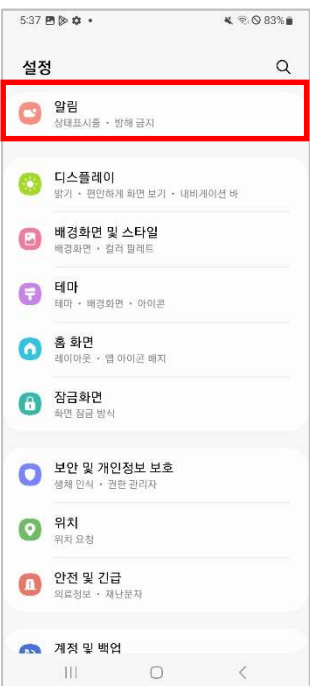 5:37 83%
설정
알림
상태표시줄 • 방해 금지
디스플레이
밝기 • 편안하게 화면 보기 • 내비게이션 바
배경화면 및 스타일
배경화면 • 컬러 팔레트
테마
테마 • 배경화면 • 아이콘
홈 화면
레이아웃 • 앱 아이콘 배지
잠금화면
화면 잠금 방식
보안 및 개인정보 보호
생체 인식 • 권한 관리자
위치
위치 요청
안전 및 긴급
의료정보 • 재난문자
계정 및 백업